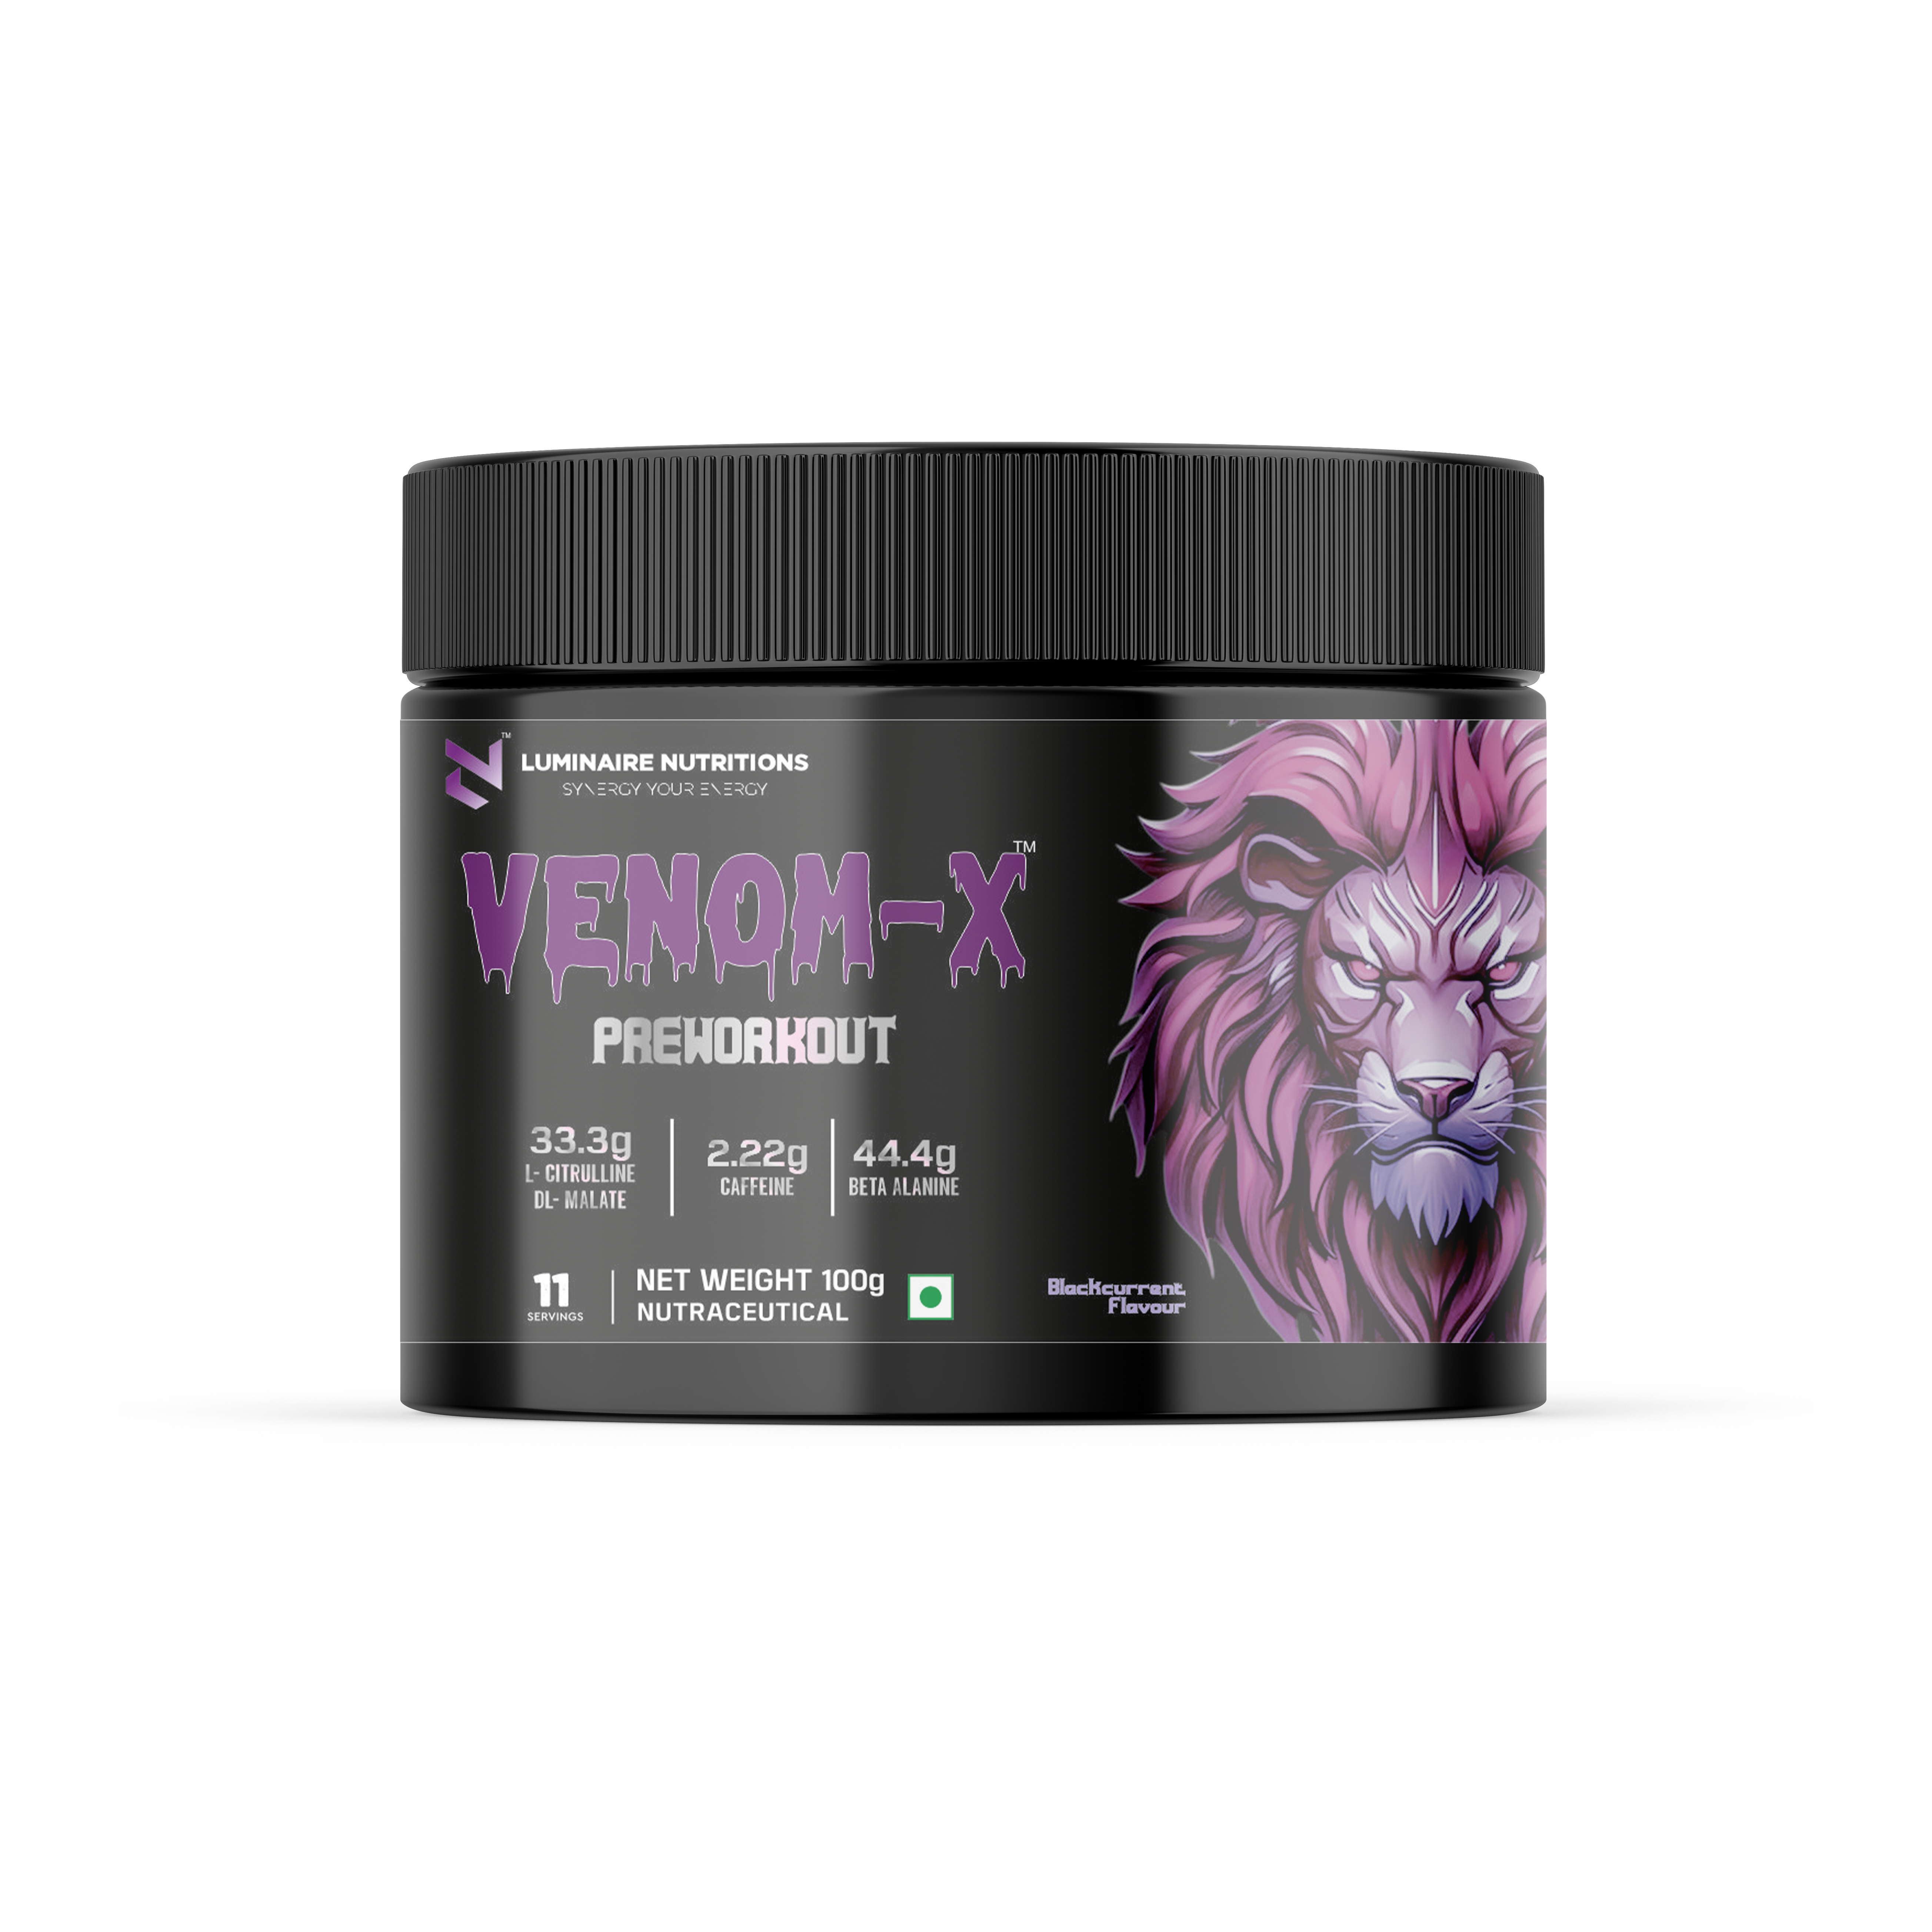 TM
LUMINAIRE NUTRITIONS
SYNERGY YOUR ENERGY
VENOM-X TM
PREWORKOUT
33.3g
L- CITRULLINE
DL- MALATE
2.22g
CAFFEINE
44.4g
BETA ALANINE
11
SERVINGS
NET WEIGHT 100g
NUTRACEUTICAL
Blackcurrent
Flavour